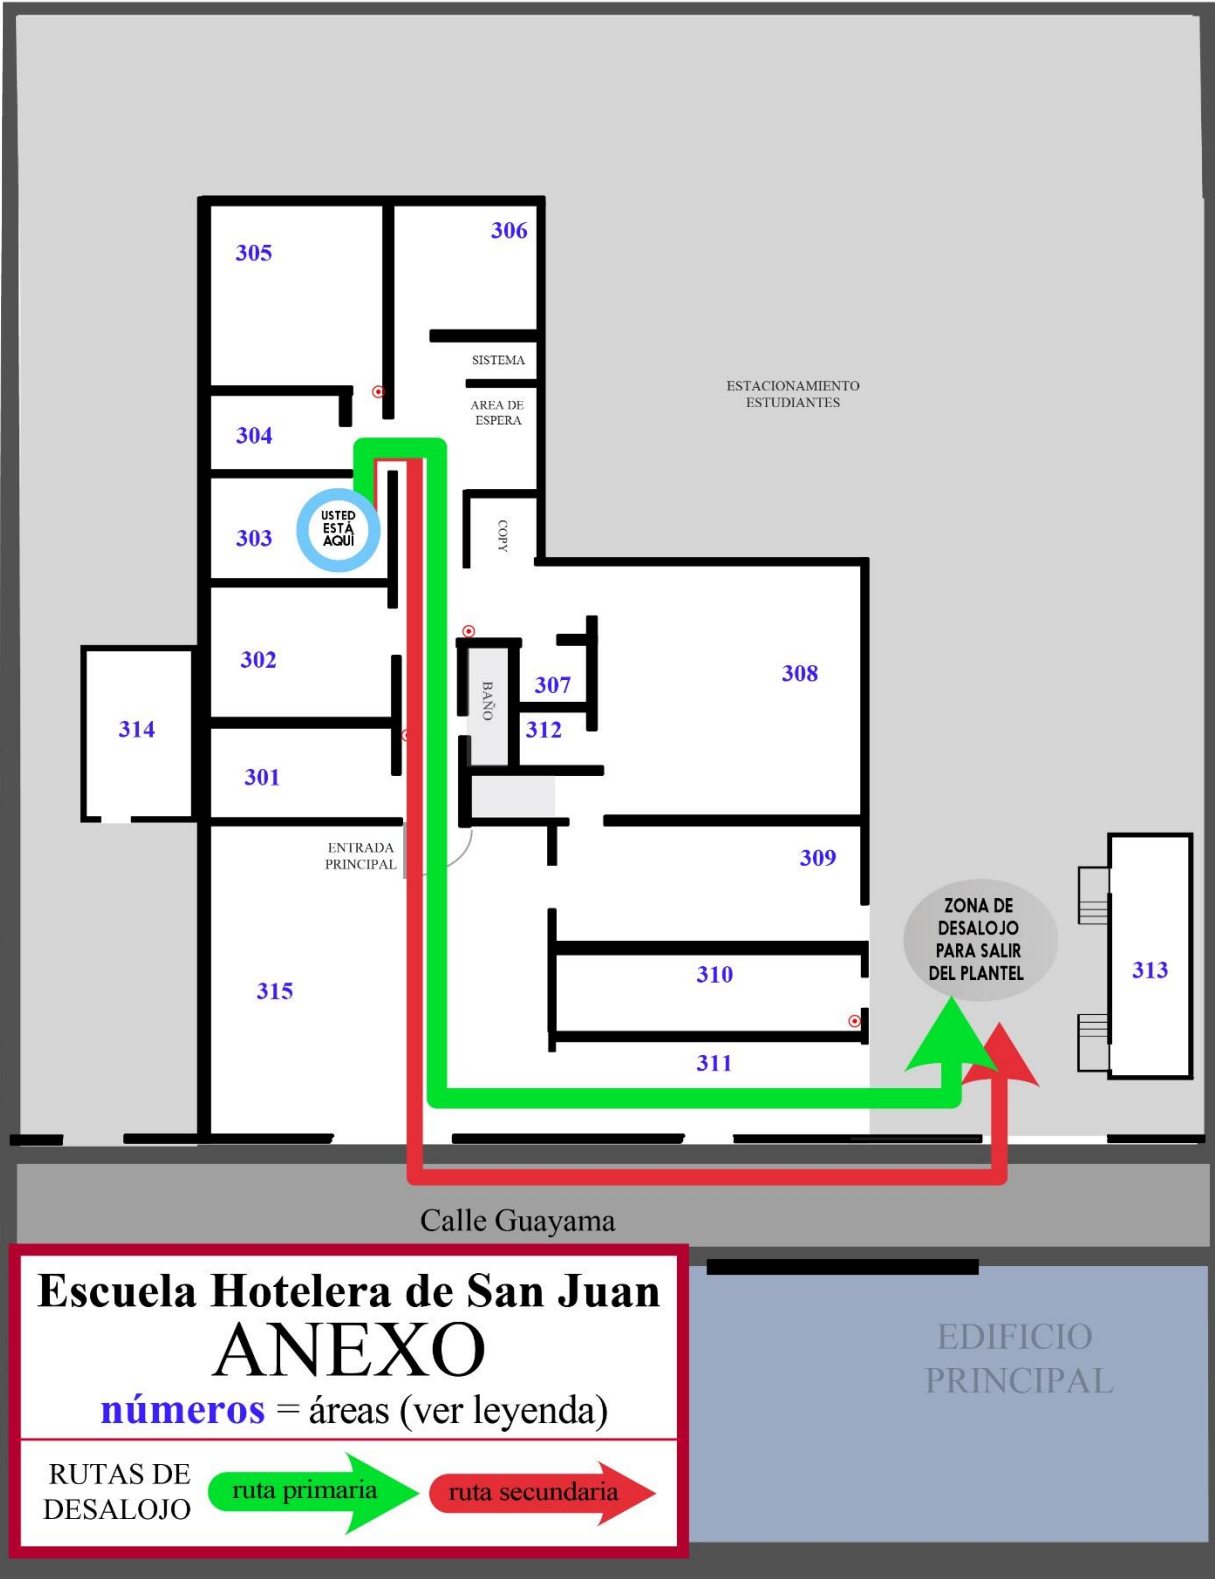 305
306
SISTEMA
AREA DE
ESPERA
ESTACIONAMIENTO
ESTUDIANTES
304
USTED
ESTÁ
AQUÍ
303
COPY
302
BAÑO
307
308
314
312
301
ENTRADA
PRINCIPAL
309
ZONA DE
DESALOJO
PARA SALIR
DEL PLANTEL
315
310
313
311
Calle Guayama
Escuela Hotelera de San Juan
ANEXO
números = áreas (ver leyenda)
RUTAS DE
DESALOJO
ruta primaria
ruta secundaria
EDIFICIO
PRINCIPAL